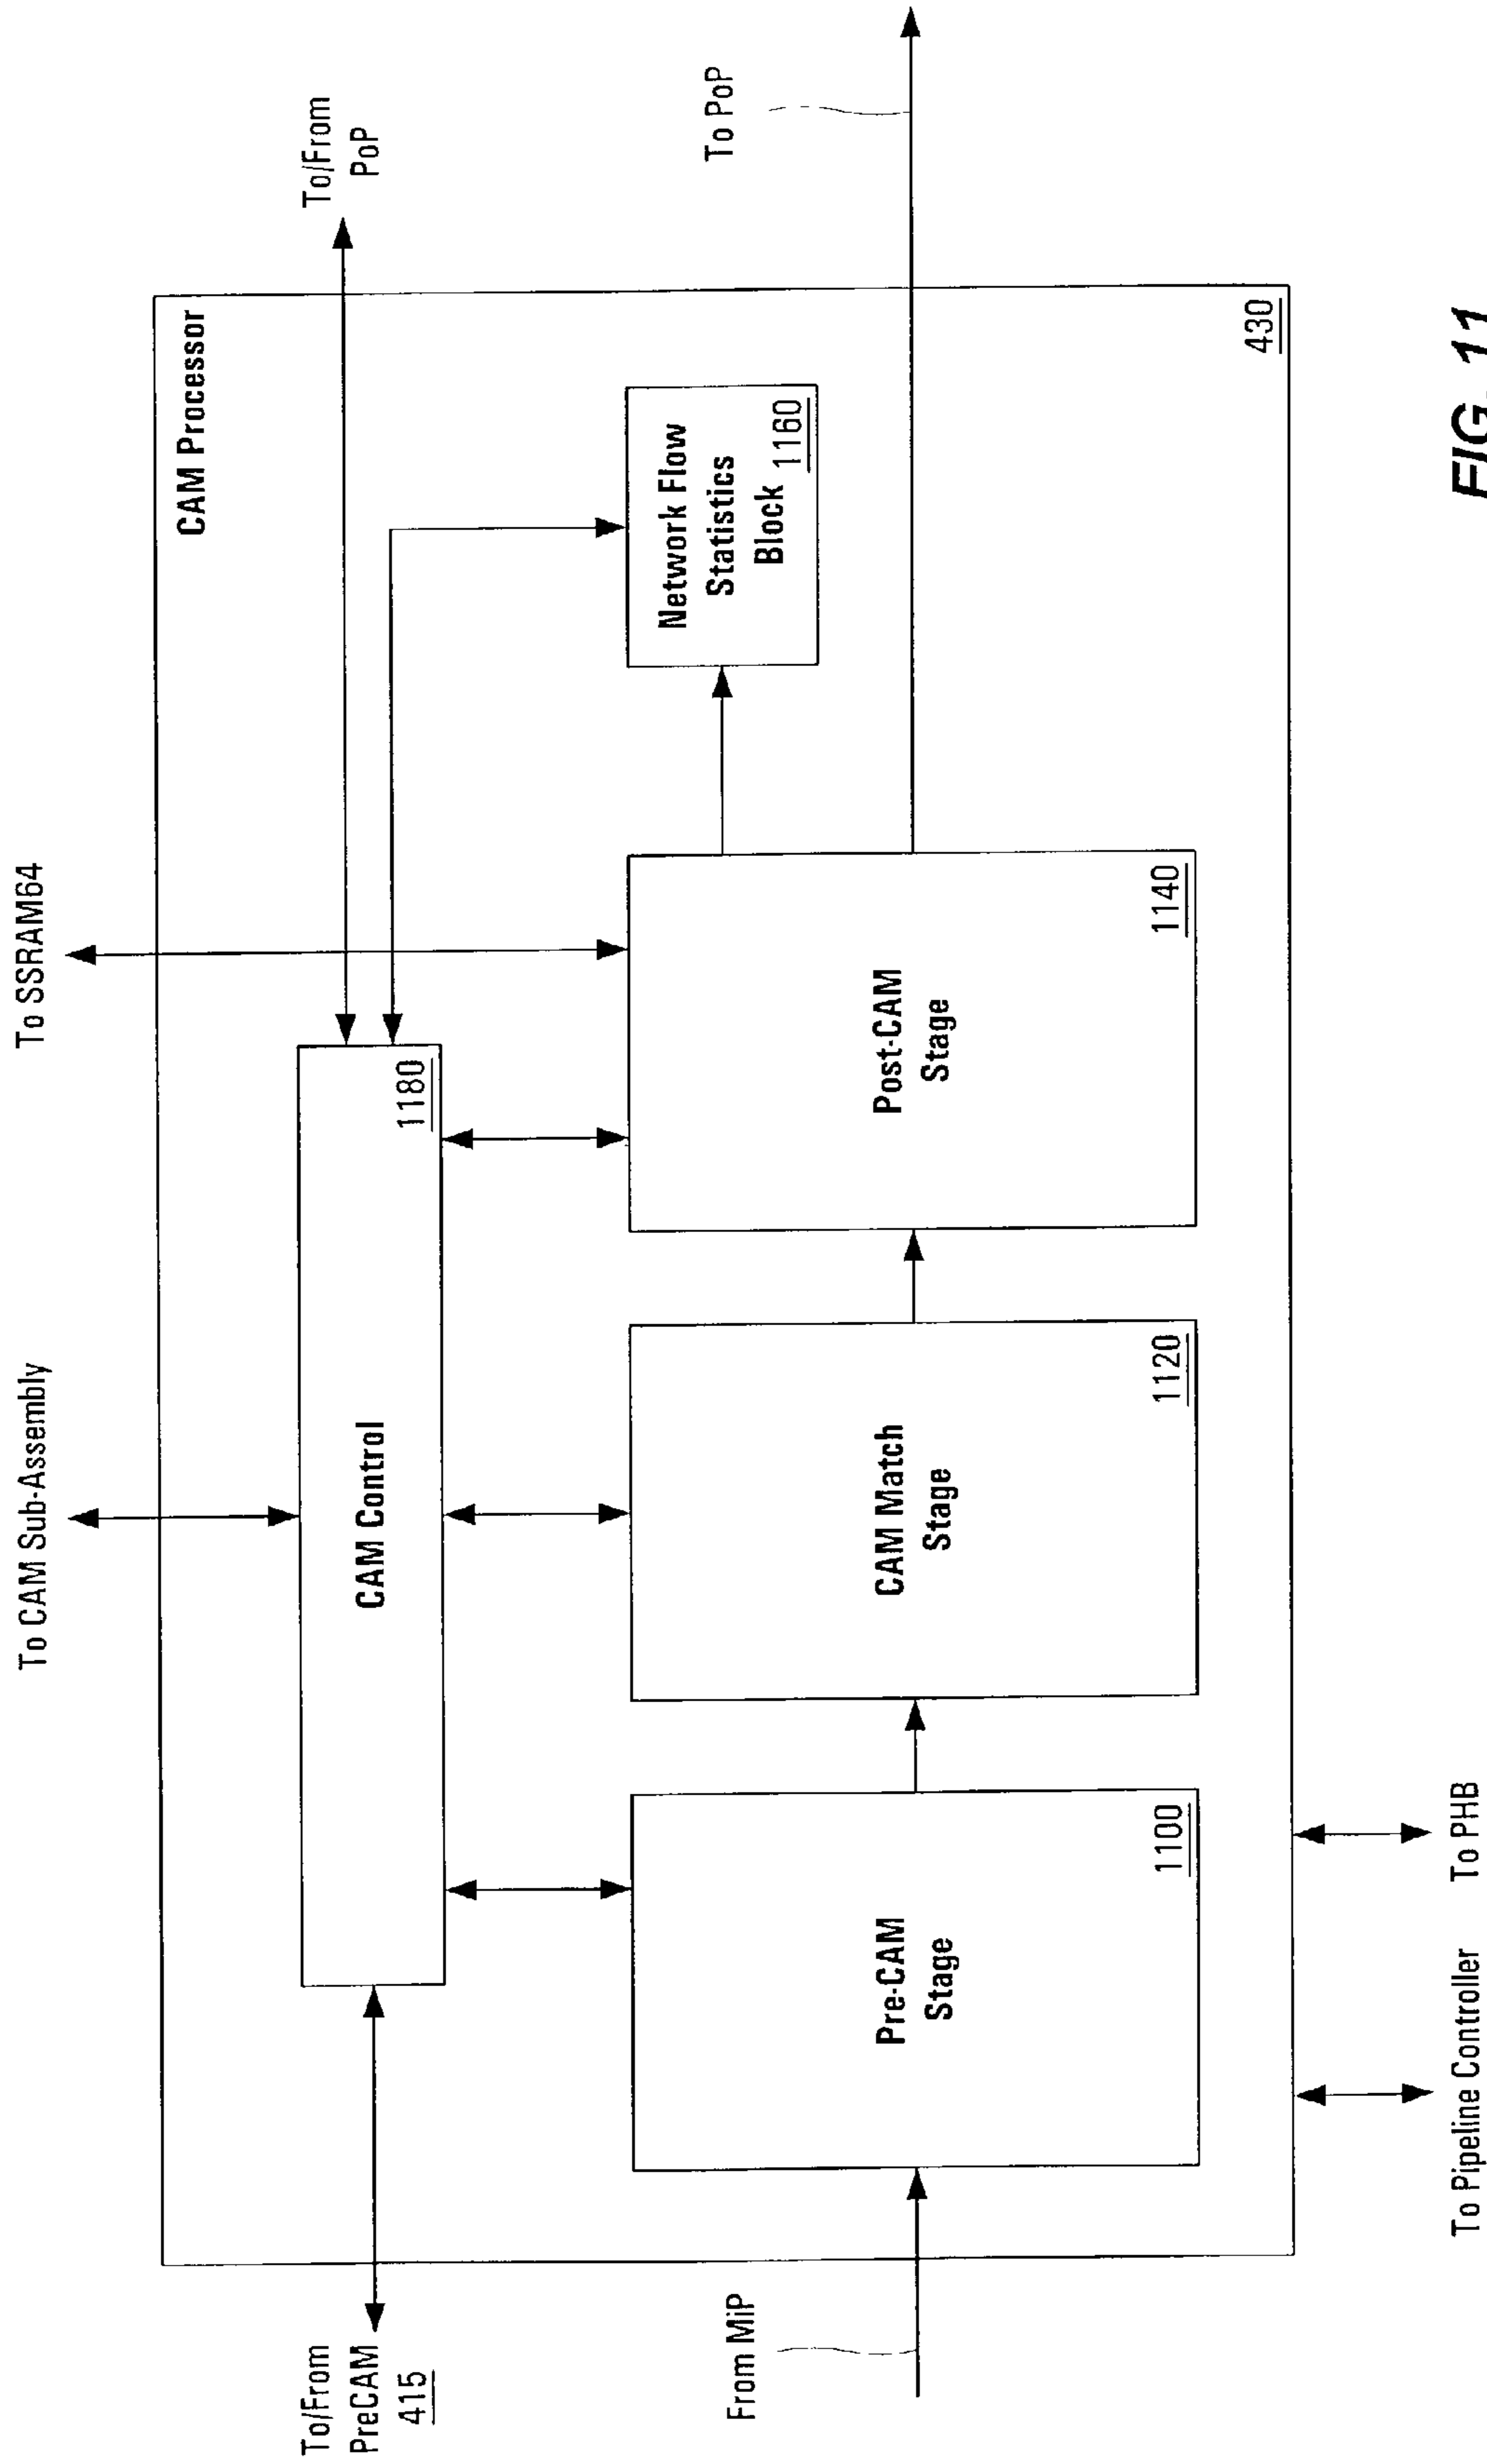 To CAM Sub-Assembly
To SSRAM64
CAM Processor
To/From
PreCAM
415
CAM Control
1180
To/From
PoP
From MiP
Pre-CAM
Stage
1100
CAM Match
Stage
1120
Post-CAM
Stage
1140
Network Flow
Statistics
Block
1160
To PoP
430
To Pipeline Controller
To PHB
FIG. 11